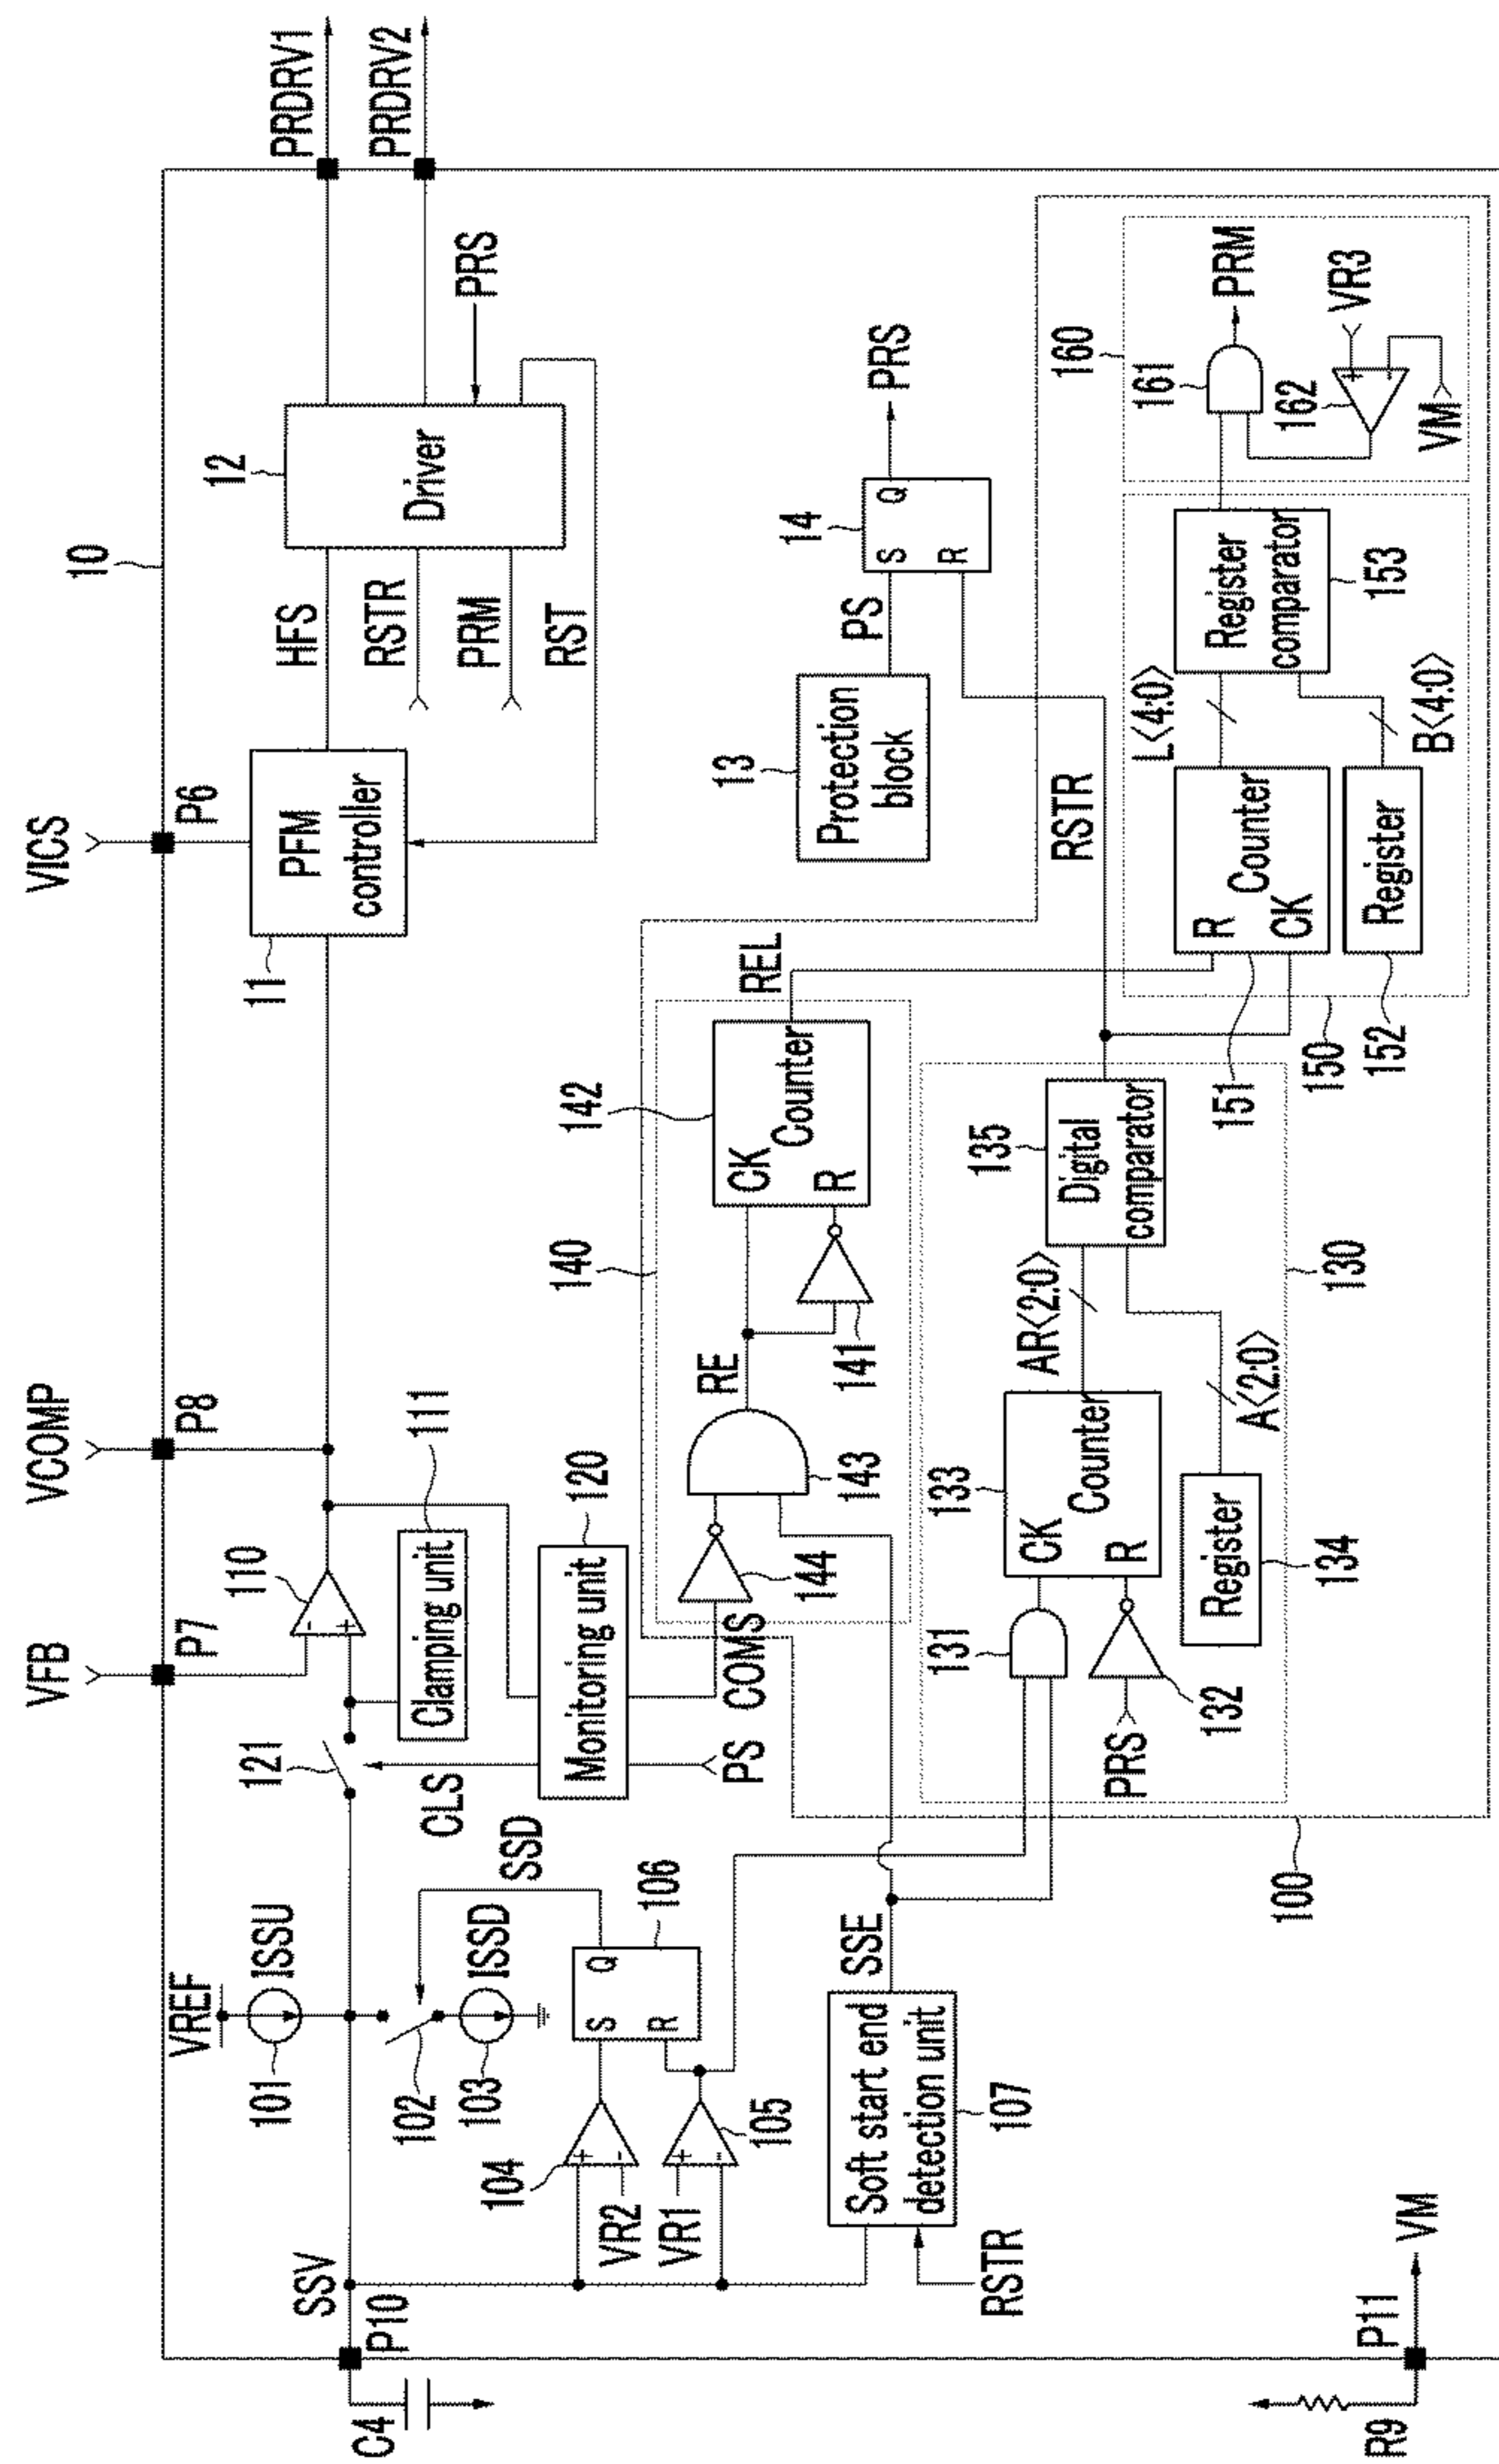 10
VICS
P6
VCOMP
P8
VFB
P7
PRDRV1
PRDRV2
12
Driver
HFS
RSTR
PRM
RST
PRS
11
PFM
controller
110
111
Clamping unit
120
Monitoring unit
121
CLS
COMS
PS
VREF
ISSU
101
102
103
ISSD
SSD
SSV
P10
C4
104
+
-
VR2
105
+
-
VR1
106
S
Q
R
Soft start end
detection unit
107
SSE
RSTR
13
Protection
block
PS
14
S
Q
R
PRS
RSTR
140
144
143
RE
141
142
CK
Counter
R
REL
130
131
132
PRS
133
CK
Counter
R
134
Register
AR<2:0>
A<2:0>
135
Digital
comparator
150
151
R
Counter
CK
152
Register
L<4:0>
B<4:0>
153
Register
comparator
160
161
PRM
162
+
-
VR3
VM
100
R9
P11
VM